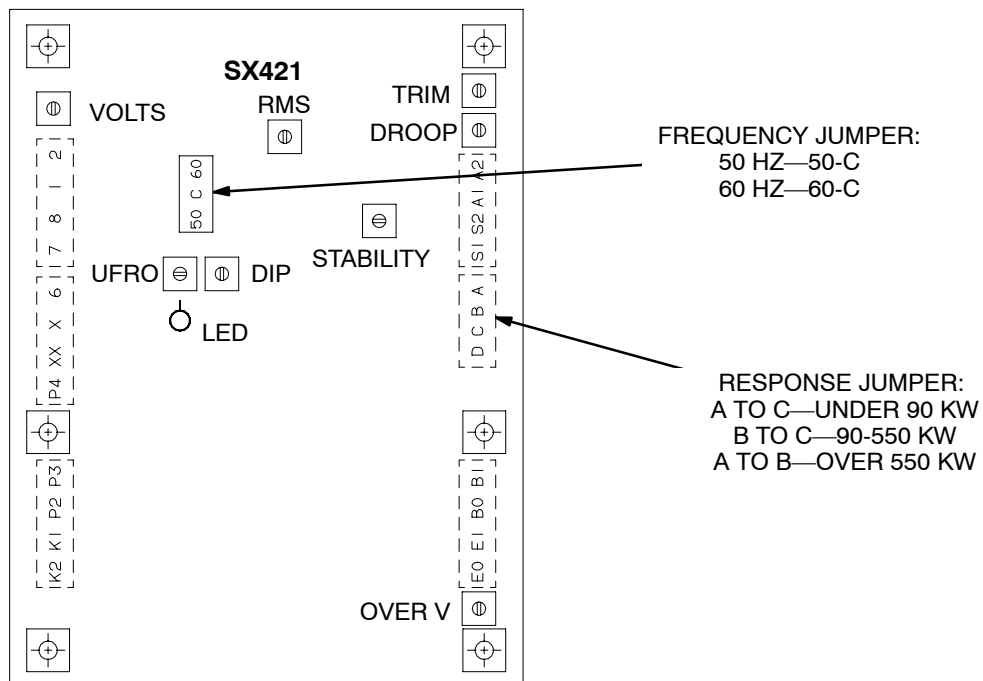 SX421
RMS
VOLTS
TRIM
DROOP
2 1 8 7
50 C 60
A2 A1 S2 S1
STABILITY
UFRO
DIP
LED
6 X XX P4
A B C D
P3 P2 K1 K2
B1 B0 E1 E0
OVER V
FREQUENCY JUMPER:
50 HZ—50-C
60 HZ—60-C
RESPONSE JUMPER:
A TO C—UNDER 90 KW
B TO C—90-550 KW
A TO B—OVER 550 KW